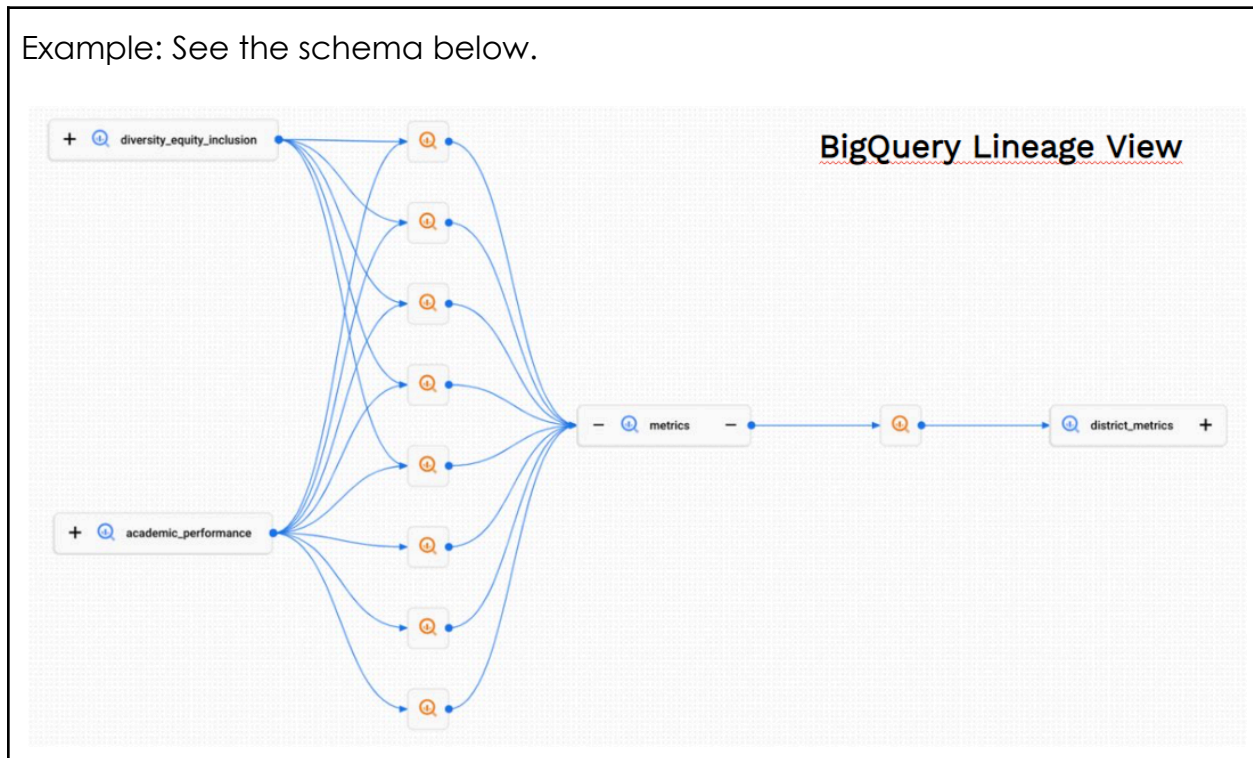 Example: See the schema below.
BigQuery Lineage View
diversity_equity_inclusion
metrics
district_metrics
academic_performance